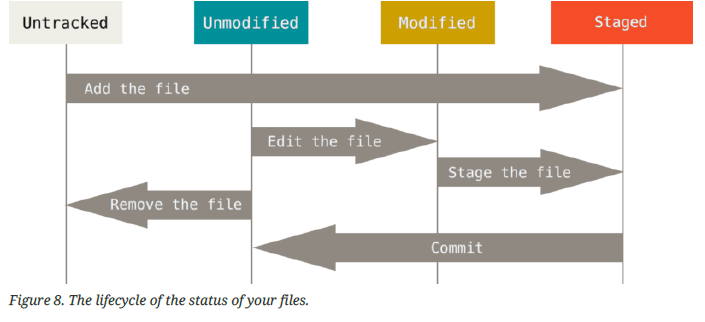 Untracked Unmodified Modified Staged
Add the file
Edit the file
Stage the file
Remove the file
Commit
Figure 8. The lifecycle of the status of your files.